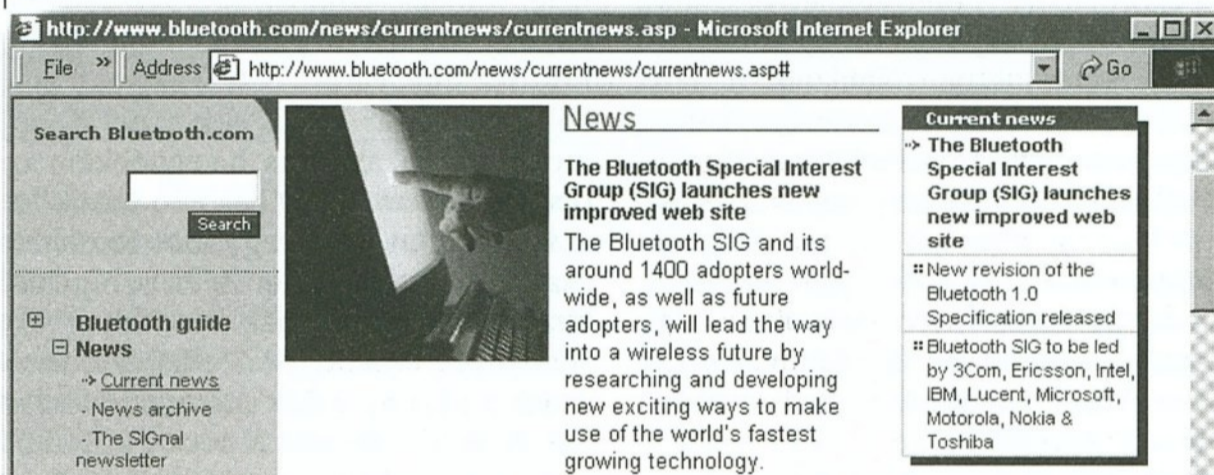 http://www.bluetooth.com/news/currentnews/currentnews.asp - Microsoft Internet Explorer
File » Address http://www.bluetooth.com/news/currentnews/currentnews.asp# Go
Search Bluetooth.com
Search
Bluetooth guide
News
Current news
- News archive
- The SIGnal
newsletter
News
The Bluetooth Special Interest
Group (SIG) launches new
improved web site
The Bluetooth SIG and its
around 1400 adopters world-
wide, as well as future
adopters, will lead the way
into a wireless future by
researching and developing
new exciting ways to make
use of the world's fastest
growing technology.
Current news
The Bluetooth
Special Interest
Group (SIG) launches
new improved web
site
New revision of the
Bluetooth 1.0
Specification released
Bluetooth SIG to be led
by 3Com, Ericsson, Intel,
IBM, Lucent, Microsoft,
Motorola, Nokia &
Toshiba